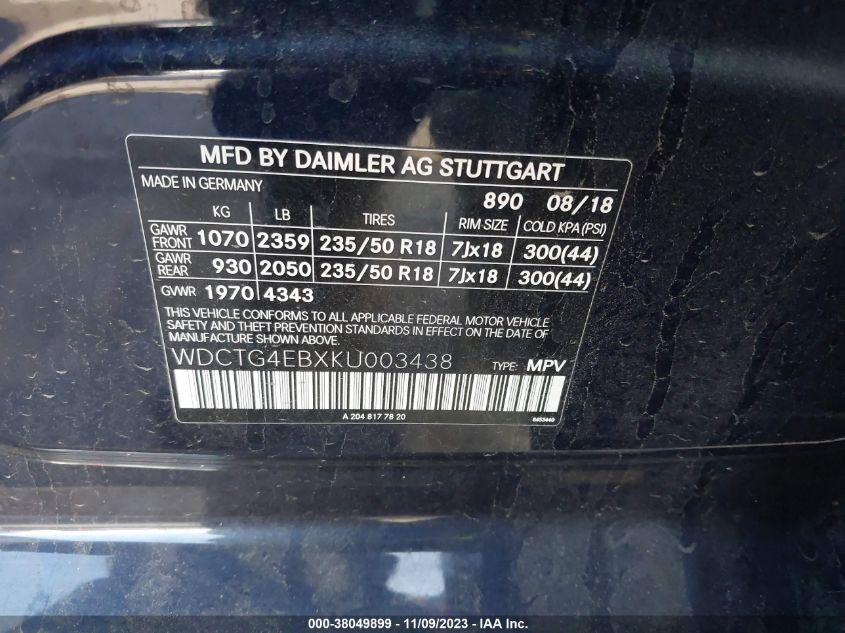 MFD BY DAIMLER AG STUTTGART
MADE IN GERMANY 890 08/18
KG LB TIRES RIM SIZE COLD KPA (PSI)
GAWR FRONT 1070 2359 235/50 R18 7Jx18 300(44)
GAWR REAR 930 2050 235/50 R18 7Jx18 300(44)
GVWR 1970 4343
THIS VEHICLE CONFORMS TO ALL APPLICABLE FEDERAL MOTOR VEHICLE
SAFETY AND THEFT PREVENTION STANDARDS IN EFFECT ON THE DATE OF
MANUFACTURE SHOWN ABOVE.
WDCTG4EBXKU003438 TYPE: MPV
A 204 817 78 20
000-38049899 - 11/09/2023 - IAA Inc.